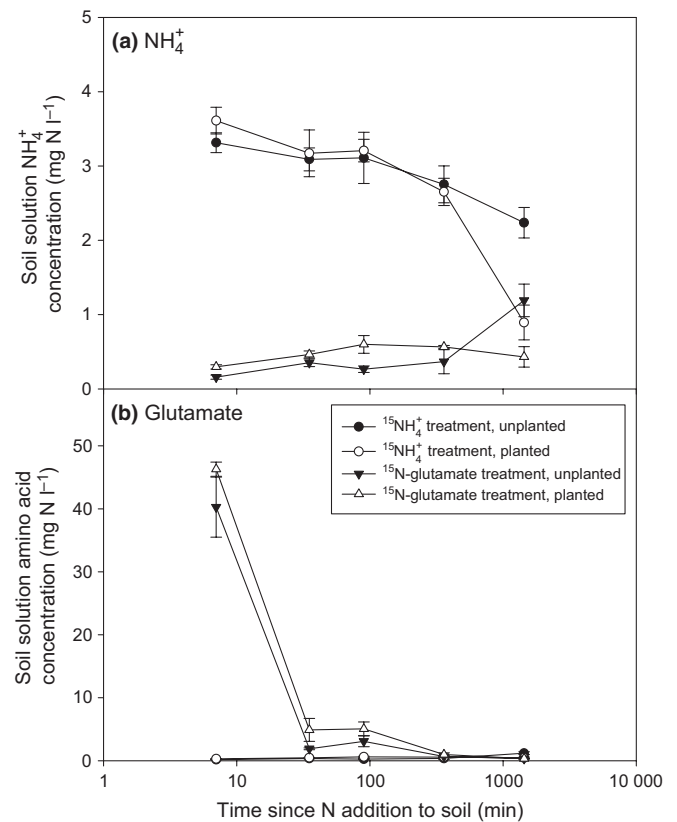 (a) NH₄⁺
Soil solution NH₄⁺
concentration (mg N l⁻¹)
5
4
3
2
1
0
(b) Glutamate
Soil solution amino acid
concentration (mg N l⁻¹)
50
40
30
20
10
0
¹⁵NH₄⁺ treatment, unplanted
¹⁵NH₄⁺ treatment, planted
¹⁵N-glutamate treatment, unplanted
¹⁵N-glutamate treatment, planted
1 10 100 1000 10 000
Time since N addition to soil (min)